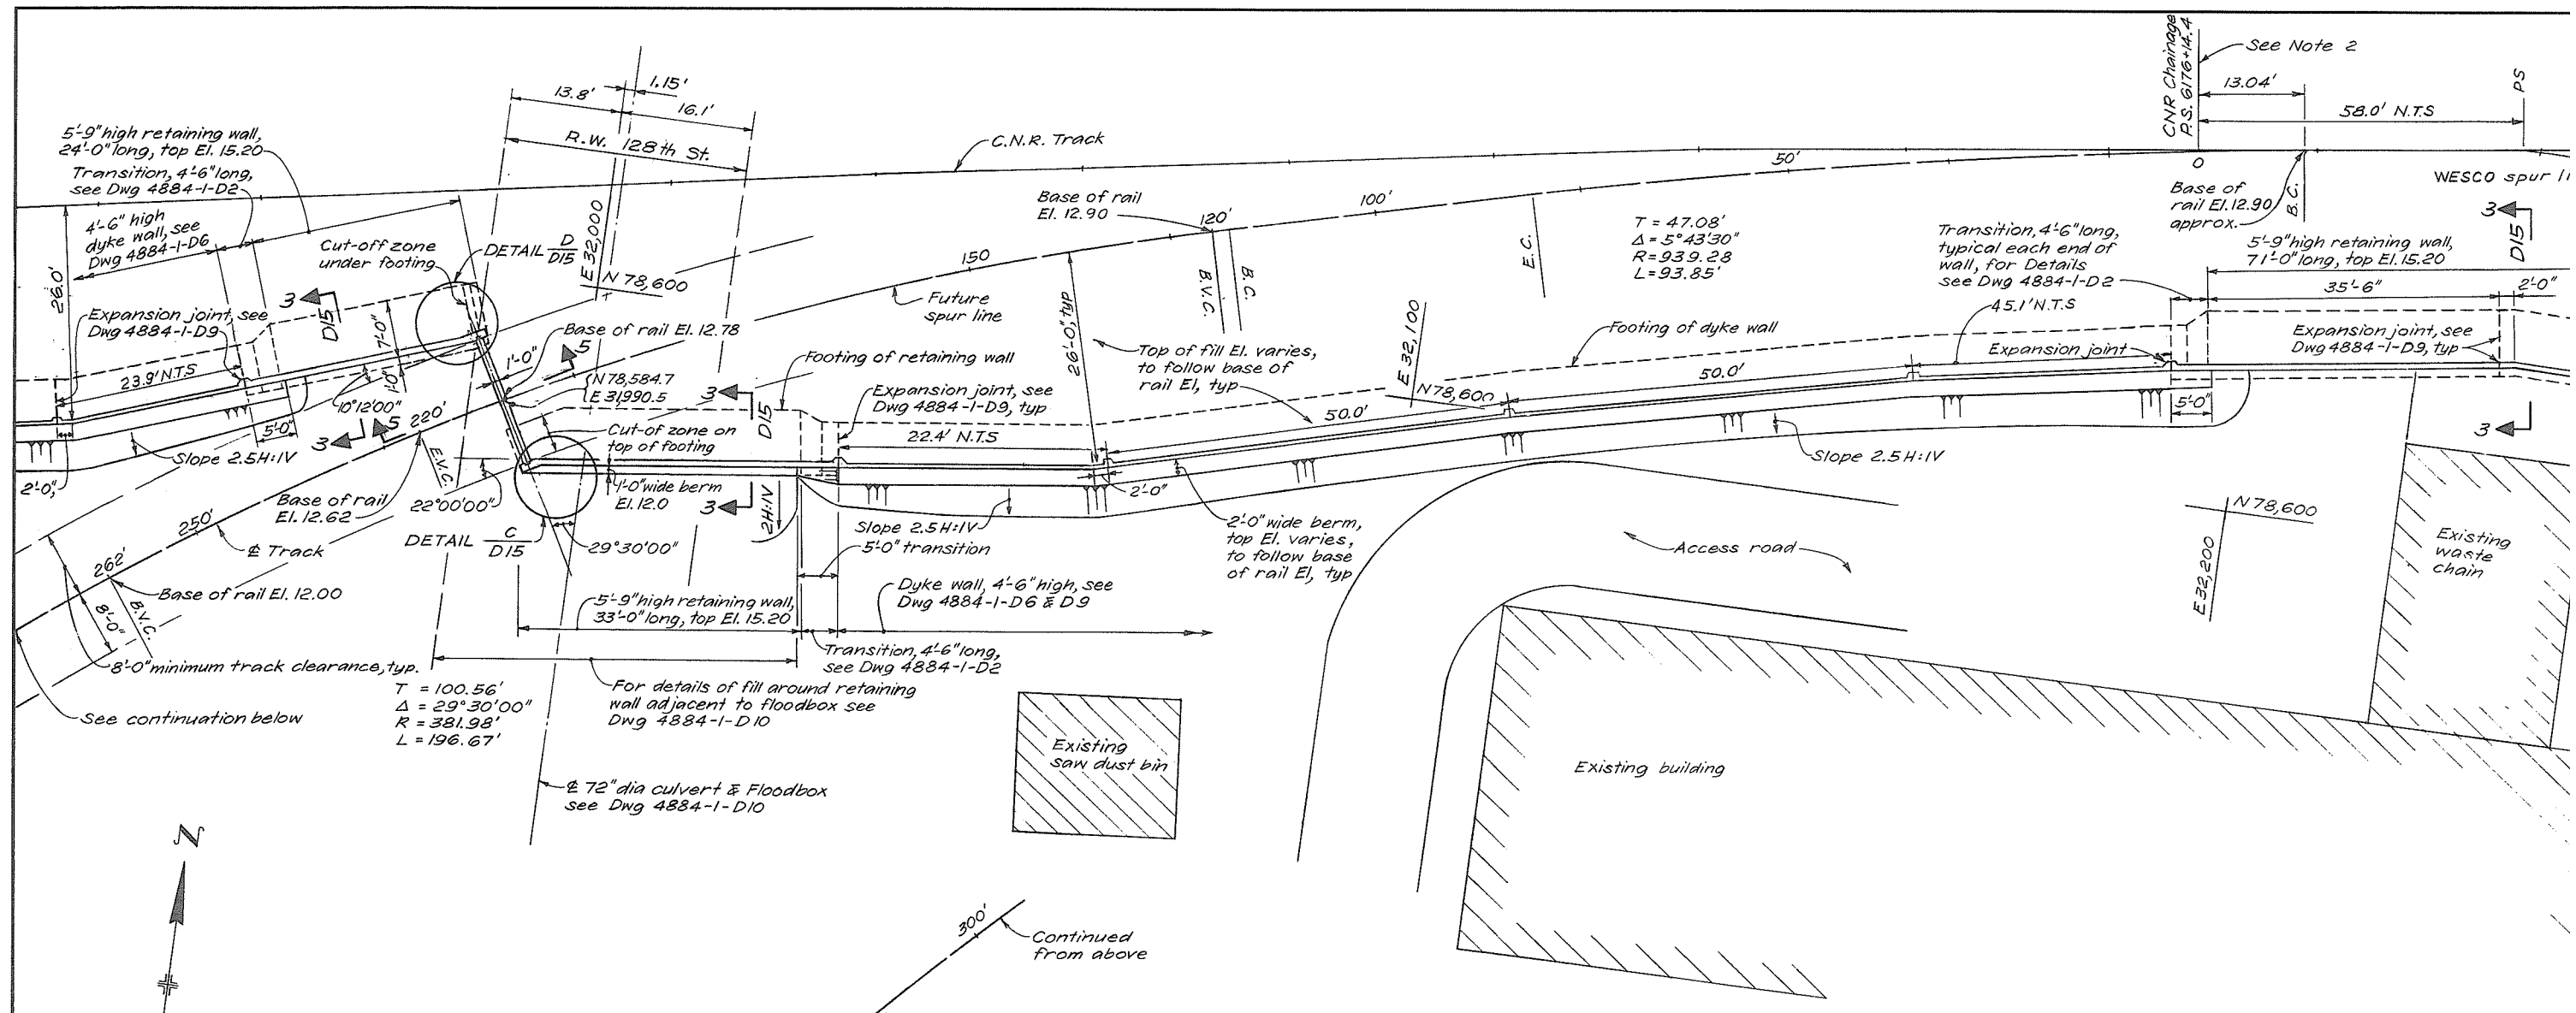 CNR Chainage
P.S. 6176+14.4
See Note 2
13.04'
58.0' N.T.S
PS
1.15'
13.8'
16.1'
R.W. 128th St.
C.N.R. Track
5'-9" high retaining wall,
24'-0" long, top El. 15.20
Transition, 4'-6" long,
see Dwg 4884-1-D2
4'-6" high
dyke wall, see
Dwg 4884-1-D6
26.0'
Cut-off zone
under footing
DETAIL D
D15
E 32,000
N 78,600
Expansion joint, see
Dwg 4884-1-D9
3
D15
7'-0"
1'-0"
23.9' N.T.S
10°12'00"
5'-0"
3
5
2'-0"
Slope 2.5H:1V
Base of rail El. 12.78
5
1'-0"
N 78,584.7
E 31,990.5
Cut-of zone on
top of footing
Footing of retaining wall
3
D15
Expansion joint, see
Dwg 4884-1-D9, typ
22.4' N.T.S
150
Future
spur line
Base of rail
El. 12.90
120'
100'
50'
0
B.V.C.
B.C.
E.C.
26'-0", typ
Top of fill El. varies,
to follow base of
rail El, typ
T = 47.08'
Δ = 5°43'30"
R = 939.28
L = 93.85'
E 32,100
N 78,600
Footing of dyke wall
50.0'
50.0'
Transition, 4'-6" long,
typical each end of
wall, for Details
see Dwg 4884-1-D2
45.1' N.T.S
Expansion joint
Base of
rail El. 12.90
approx.
B.C.
WESCO spur li
3
D15
5'-9" high retaining wall,
71'-0" long, top El. 15.20
35'-6"
2'-0"
Expansion joint, see
Dwg 4884-1-D9, typ
5'-0"
3
Slope 2.5H:1V
220'
E.V.C.
22°00'00"
Base of rail
El. 12.62
250'
℄ Track
262'
Base of rail El. 12.00
B.V.C.
8'-0"
8'-0" minimum track clearance, typ.
See continuation below
T = 100.56'
Δ = 29°30'00"
R = 381.98'
L = 196.67'
DETAIL C
D15
29°30'00"
1'-0" wide berm
El. 12.0
3
2H:1V
Slope 2.5H:1V
5'-0" transition
2'-0"
2'-0" wide berm,
top El. varies,
to follow base
of rail El, typ
Dyke wall, 4'-6" high, see
Dwg 4884-1-D6 & D9
5'-9" high retaining wall,
33'-0" long, top El. 15.20
Transition, 4'-6" long,
see Dwg 4884-1-D2
For details of fill around retaining
wall adjacent to floodbox see
Dwg 4884-1-D10
℄ 72" dia culvert & Floodbox
see Dwg 4884-1-D10
Access road
N 78,600
E 32,200
Existing
waste
chain
Existing
saw dust bin
Existing building
N
300'
Continued
from above